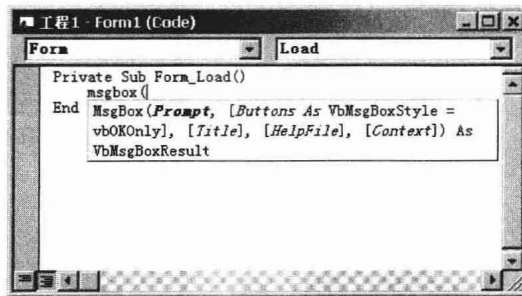 工程1 - Form1 (Code)
Form Load
Private Sub Form_Load()
msgbox(
End
MsgBox(Prompt, [Buttons As VbMsgBoxStyle =
vbOKOnly], [Title], [HelpFile], [Context]) As
VbMsgBoxResult